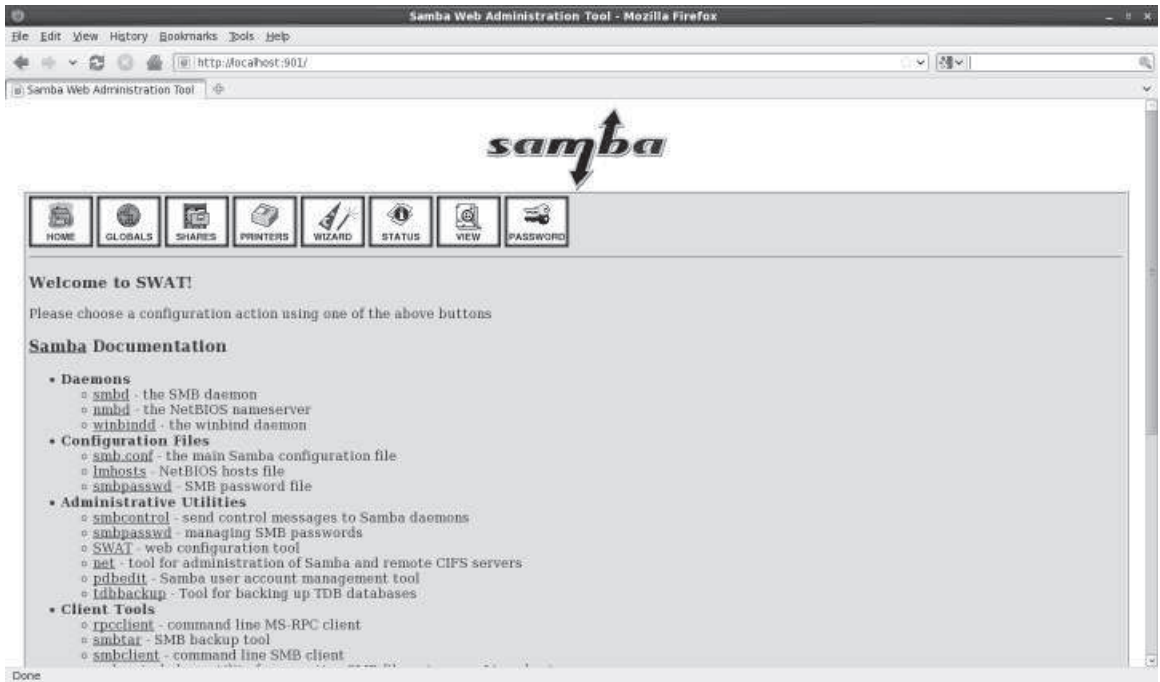 Samba Web Administration Tool - Mozilla Firefox
File Edit View History Bookmarks Tools Help
http://localhost:901/
Samba Web Administration Tool
samba
HOME GLOBALS SHARES PRINTERS WIZARD STATUS VIEW PASSWORD
Welcome to SWAT!
Please choose a configuration action using one of the above buttons
Samba Documentation
• Daemons
◦ smbd - the SMB daemon
◦ nmbd - the NetBIOS nameserver
◦ winbindd - the winbind daemon
• Configuration Files
◦ smb.conf - the main Samba configuration file
◦ lmhosts - NetBIOS hosts file
◦ smbpasswd - SMB password file
• Administrative Utilities
◦ smbcontrol - send control messages to Samba daemons
◦ smbpasswd - managing SMB passwords
◦ SWAT - web configuration tool
◦ net - tool for administration of Samba and remote CIFS servers
◦ pdbedit - Samba user account management tool
◦ tdbbackup - Tool for backing up TDB databases
• Client Tools
◦ rpcclient - command line MS-RPC client
◦ smbtar - SMB backup tool
◦ smbclient - command line SMB client
Done